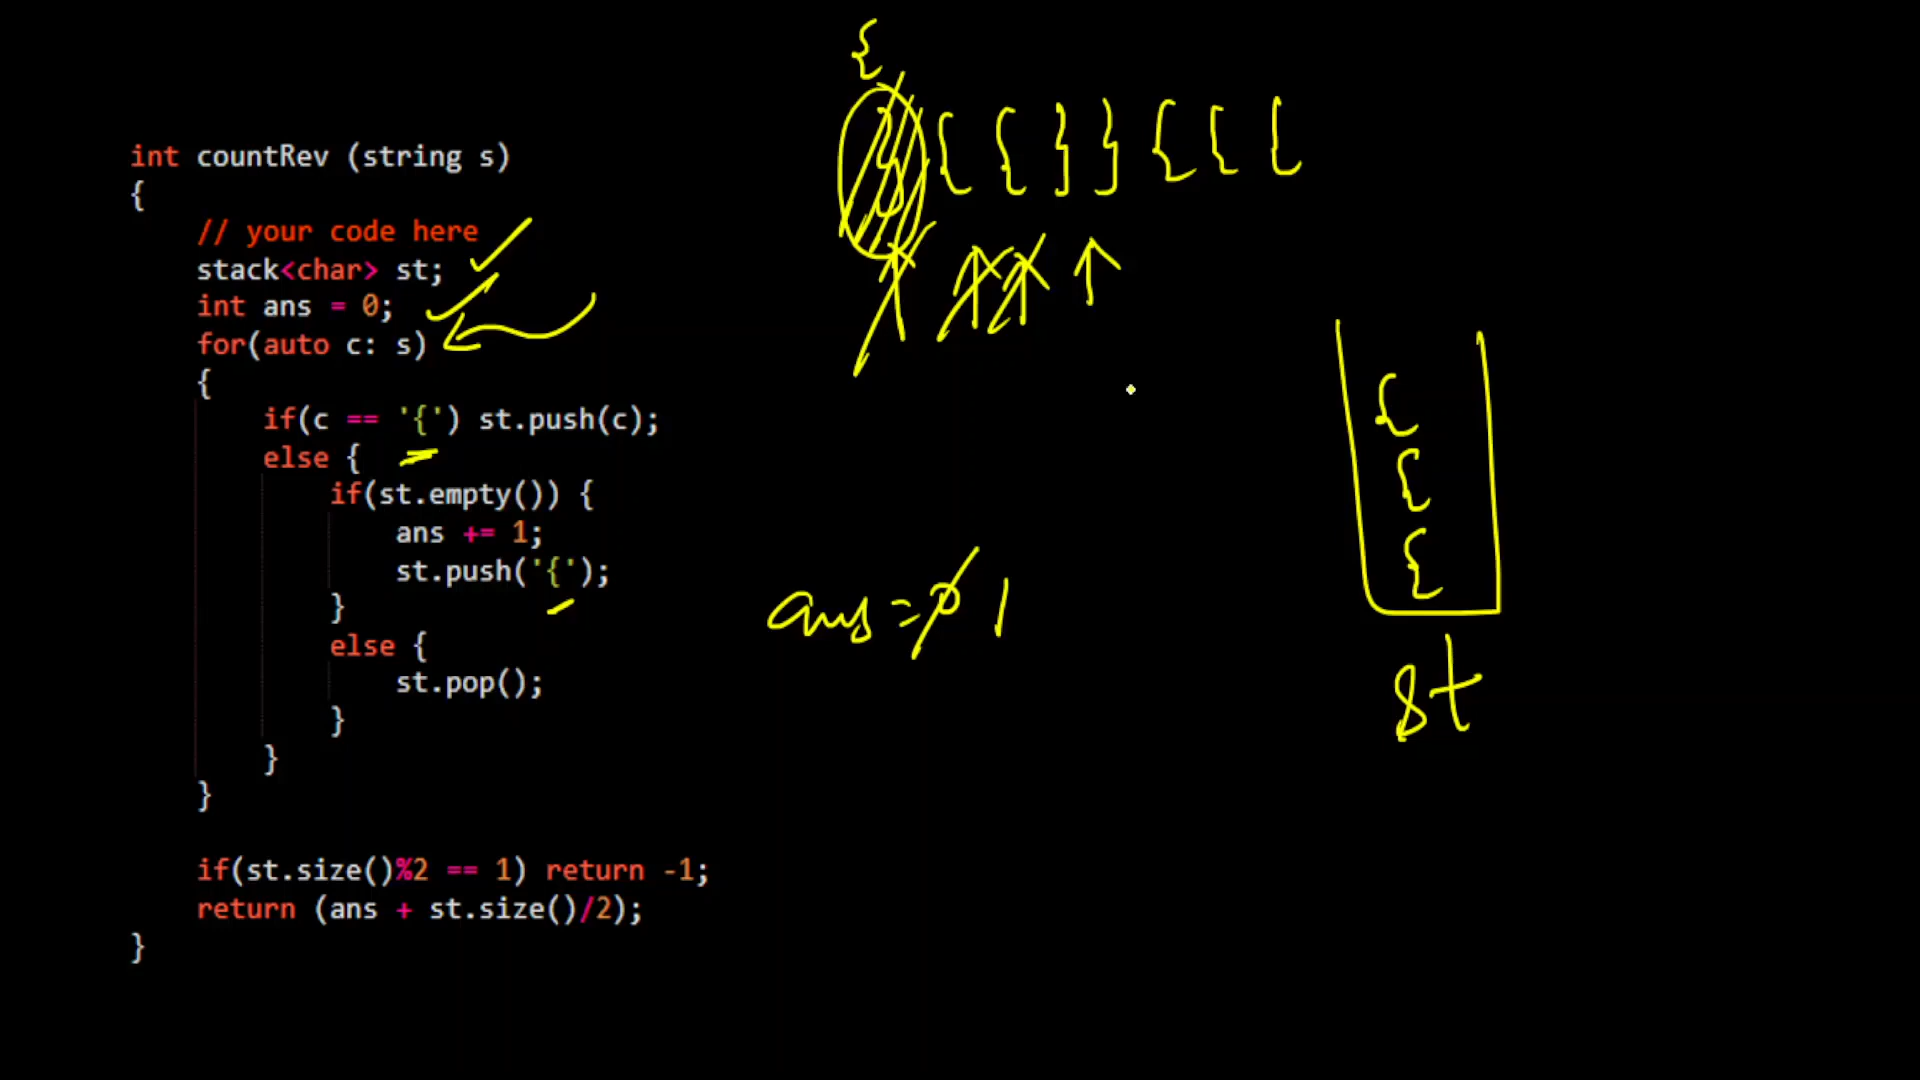 int countRev (string s)
{
// your code here
stack<char> st;
int ans = 0;
for(auto c: s)
{
if(c == '{') st.push(c);
else {
if(st.empty()) {
ans += 1;
st.push('{');
}
else {
st.pop();
}
}
}
if(st.size()%2 == 1) return -1;
return (ans + st.size()/2);
}
{
{ { } } { { {
ans = 0 1
{
{
{
st